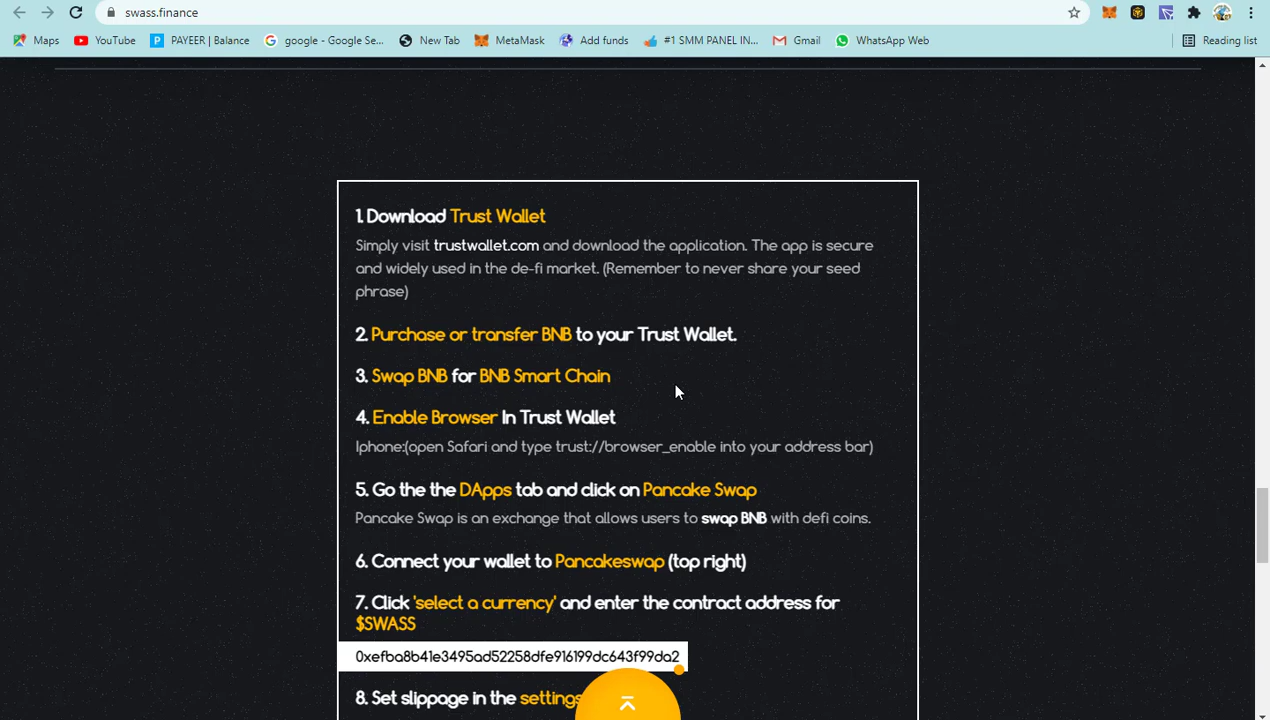 swass.finance
Maps YouTube PAYEER | Balance google - Google Se... New Tab MetaMask Add funds #1 SMM PANEL IN... Gmail WhatsApp Web Reading list
1. Download Trust Wallet
Simply visit trustwallet.com and download the application. The app is secure
and widely used in the de-fi market. (Remember to never share your seed
phrase)
2. Purchase or transfer BNB to your Trust Wallet.
3. Swap BNB for BNB Smart Chain
4. Enable Browser In Trust Wallet
Iphone:(open Safari and type trust://browser_enable into your address bar)
5. Go the the DApps tab and click on Pancake Swap
Pancake Swap is an exchange that allows users to swap BNB with defi coins.
6. Connect your wallet to Pancakeswap (top right)
7. Click 'select a currency' and enter the contract address for
$SWASS
0xefba8b41e3495ad52258dfe916199dc643f99da2
8. Set slippage in the settings